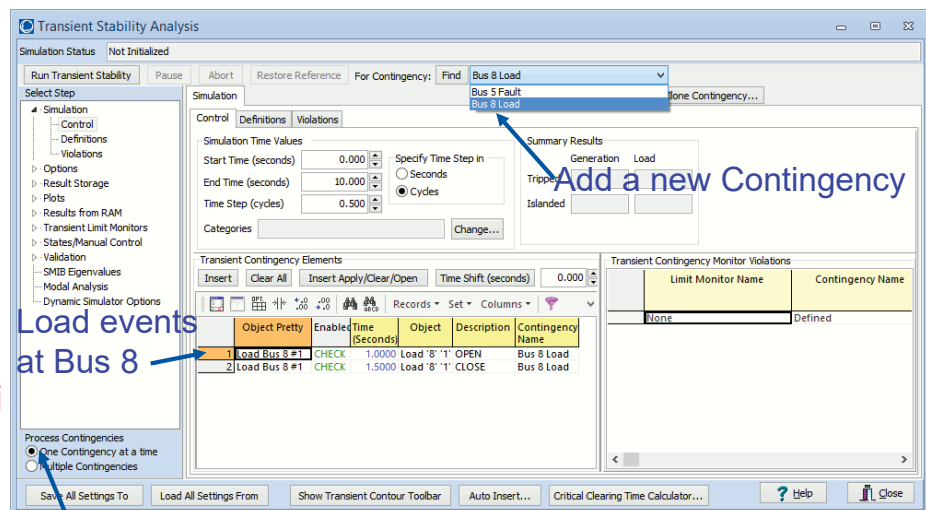 Transient Stability Analysis
Simulation Status Not Initialized
Run Transient Stability Pause Abort Restore Reference For Contingency: Find Bus 8 Load
Bus 5 Fault
Bus 8 Load
Clone Contingency...
Select Step
Simulation
Control
Definitions
Violations
Options
Result Storage
Plots
Results from RAM
Transient Limit Monitors
States/Manual Control
Validation
SMIB Eigenvalues
Modal Analysis
Dynamic Simulator Options
Simulation
Control Definitions Violations
Simulation Time Values
Start Time (seconds) 0.000
End Time (seconds) 10.000
Time Step (cycles) 0.500
Specify Time Step in
Seconds
Cycles
Categories Change...
Summary Results
Generation Load
Tripped
Islanded
Add a new Contingency
Transient Contingency Elements
Insert Clear All Insert Apply/Clear/Open Time Shift (seconds) 0.000
Records Set Columns
Object Pretty Enabled Time (Seconds) Object Description Contingency Name
1 Load Bus 8 #1 CHECK 1.0000 Load '8' '1' OPEN Bus 8 Load
2 Load Bus 8 #1 CHECK 1.5000 Load '8' '1' CLOSE Bus 8 Load
Transient Contingency Monitor Violations
Limit Monitor Name Contingency Name
None Defined
Load events
at Bus 8
Process Contingencies
One Contingency at a time
Multiple Contingencies
Save All Settings To Load All Settings From Show Transient Contour Toolbar Auto Insert... Critical Clearing Time Calculator... Help Close